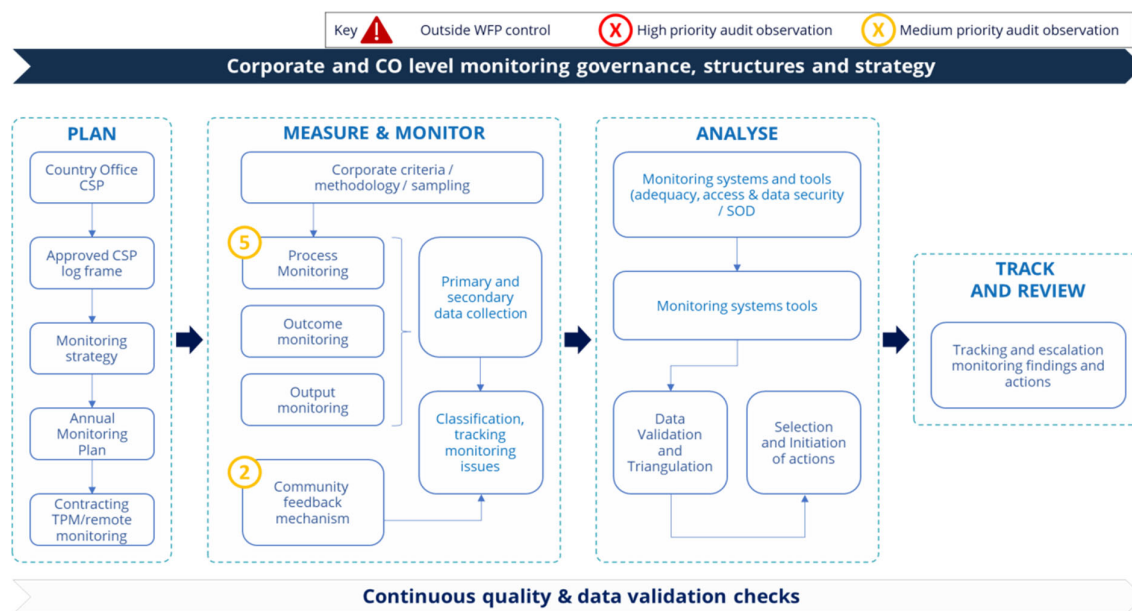 Key ! Outside WFP control X High priority audit observation X Medium priority audit observation
Corporate and CO level monitoring governance, structures and strategy
PLAN
Country Office
CSP
Approved CSP
log frame
Monitoring
strategy
Annual
Monitoring
Plan
Contracting
TPM/remote
monitoring
MEASURE & MONITOR
Corporate criteria /
methodology / sampling
5
Process
Monitoring
Outcome
monitoring
Output
monitoring
Primary and
secondary
data collection
2
Community
feedback
mechanism
Classification,
tracking
monitoring
issues
ANALYSE
Monitoring systems and tools
(adequacy, access & data security
/ SOD
Monitoring systems tools
Data
Validation
and
Triangulation
Selection
and Initiation
of actions
TRACK
AND REVIEW
Tracking and escalation
monitoring findings and
actions
Continuous quality & data validation checks